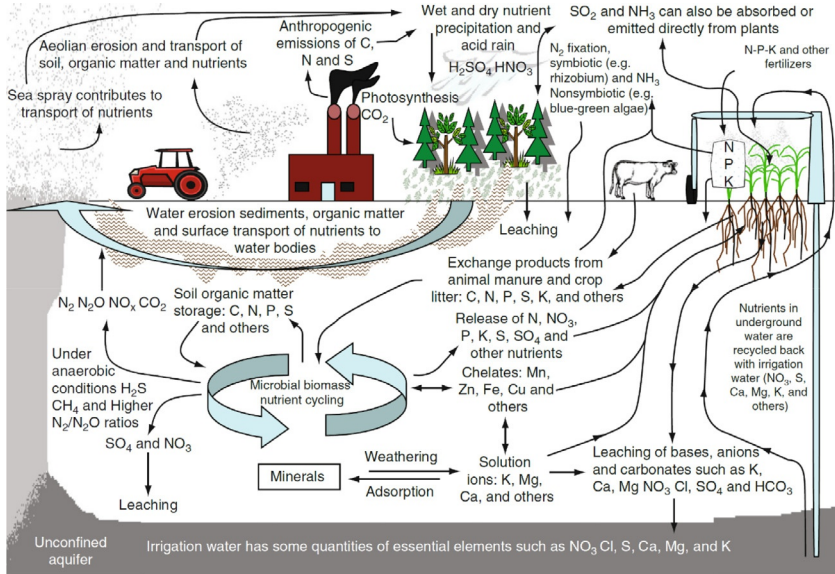 Aeolian erosion and transport of
soil, organic matter and nutrients
Sea spray contributes to
transport of nutrients
Anthropogenic
emissions of C,
N and S
Wet and dry nutrient
precipitation and
acid rain
H₂SO₄ HNO₃
Photosynthesis
CO₂
SO₂ and NH₃ can also be absorbed or
emitted directly from plants
N₂ fixation,
symbiotic (e.g.
rhizobium) and NH₃
Nonsymbiotic (e.g.
blue-green algae)
N-P-K and other
fertilizers
N
P
K
Water erosion sediments, organic matter
and surface transport of nutrients to
water bodies
Leaching
Exchange products from
animal manure and crop
litter: C, N, P, S, K, and others
N₂ N₂O NOₓ CO₂
Soil organic matter
storage: C, N, P, S
and others
Release of N, NO₃,
P, K, S, SO₄ and
other nutrients
Nutrients in
underground
water are
recycled back
with irrigation
water (NO₃, S,
Ca, Mg, K, and
others)
Under
anaerobic
conditions H₂S
CH₄ and Higher
N₂/N₂O ratios
Microbial biomass
nutrient cycling
Chelates: Mn,
Zn, Fe, Cu and
others
SO₄ and NO₃
Leaching
Minerals
Weathering
Adsorption
Solution
ions: K, Mg,
Ca, and others
Leaching of bases, anions
and carbonates such as K,
Ca, Mg NO₃ Cl, SO₄ and HCO₃
Unconfined
aquifer
Irrigation water has some quantities of essential elements such as NO₃ Cl, S, Ca, Mg, and K